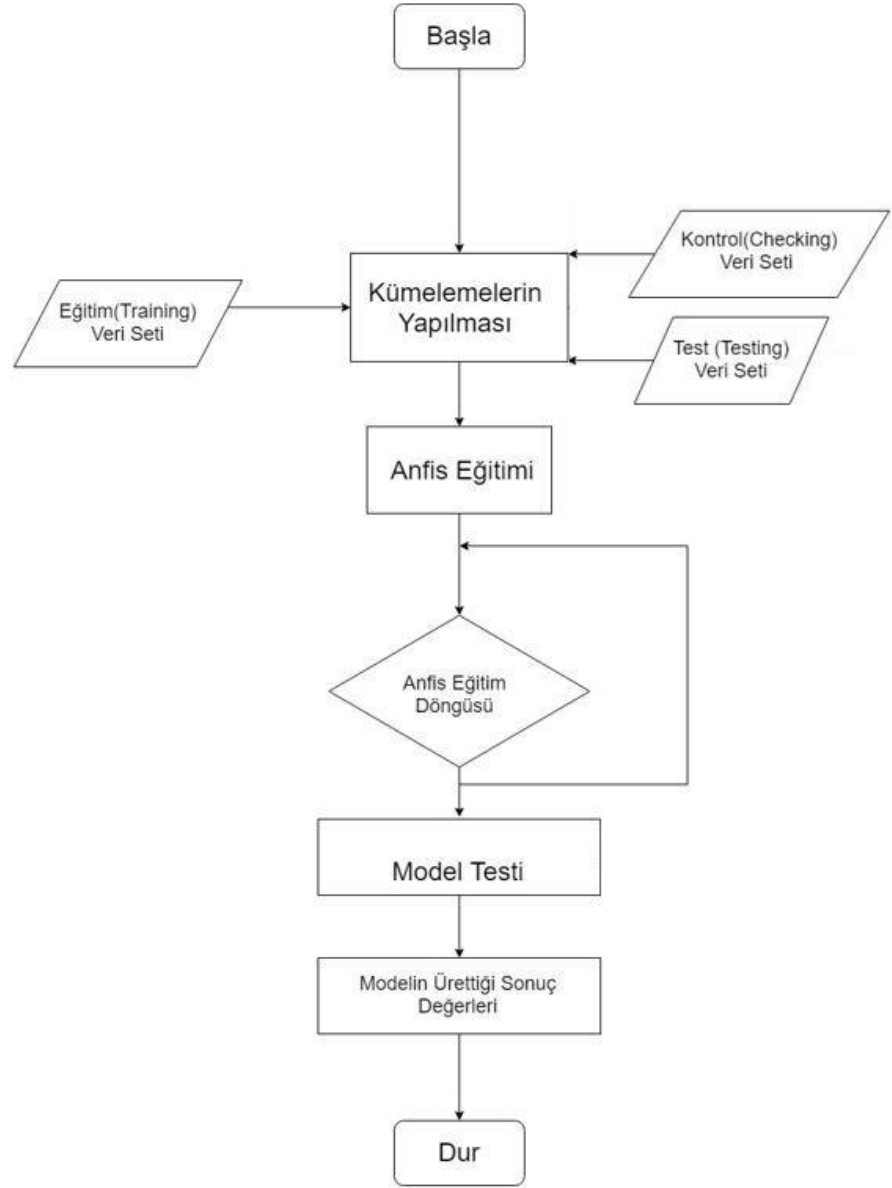 Başla
Kontrol(Checking)
Veri Seti
Kümelemelerin
Yapılması
Eğitim(Training)
Veri Seti
Test (Testing)
Veri Seti
Anfis Eğitimi
Anfis Eğitim
Döngüsü
Model Testi
Modelin Ürettiği Sonuç
Değerleri
Dur